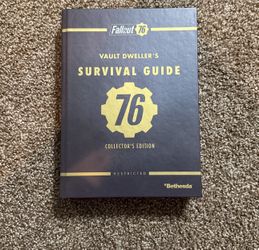 Fallout 76
VAULT DWELLER'S
SURVIVAL GUIDE
76
COLLECTOR'S EDITION
RESTRICTED
Bethesda